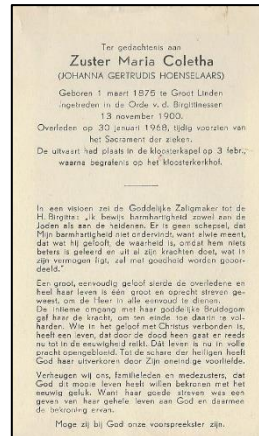 Ter gedachtenis aan
Zuster Maria Coletha
(JOHANNA GERTRUDIS HOENSELAARS)
Geboren 1 maart 1875 te Groot Linden
Ingetreden in de Orde v. d. Birgittinessen
13 november 1900.
Overleden op 30 januari 1968, tijdig voorzien van
het Sacrament der zieken.
De uitvaart had plaats in de kloosterkapel op 3 febr.,
waarna begrafenis op het kloosterkerkhof.
In een visioen zei de Goddelijke Zaligmaker tot de
H. Birgitta: „Ik bewijs barmhartigheid zowel aan de
Joden als aan de heidenen. Er is geen schepsel, dat
Mijn barmhartigheid niet ondervindt, want alwie meent,
dat wat hij gelooft, de waarheid is, omdat hem niets
beters is geleerd en uit al zijn krachten doet, wat in
zijn vermogen ligt, zal met goedheid worden geoor-
deeld."
Een groot, eenvoudig gelovig sierde de overledene en
heel haar leven is één groot en oprecht streven ge-
weest, om de Heer in alle eenvoud te dienen.
De intieme omgang met haar goddelijke Bruidegom
gaf haar de kracht, om ten einde toe daarin te vol-
harden. Wie in het geloof met Christus verbonden is,
heeft een leven, dat door de dood heen gaat en reeds
nu tot in de eeuwigheid reikt. Dát leven is nu in volle
pracht opengebloeid. Tot de schare der heiligen heeft
God haar uitverkoren door Zijn oneindige voorliefde.
Verheugen wij ons, familieleden en medezusters, dat
God dit mooie leven heeft willen bekronen met het
eeuwig geluk. Want haar goede streven was een
geven van haar gehele leven aan God en daarmee
de bekroning ervan.
Moge zij bij God onze voorspreekster zijn.